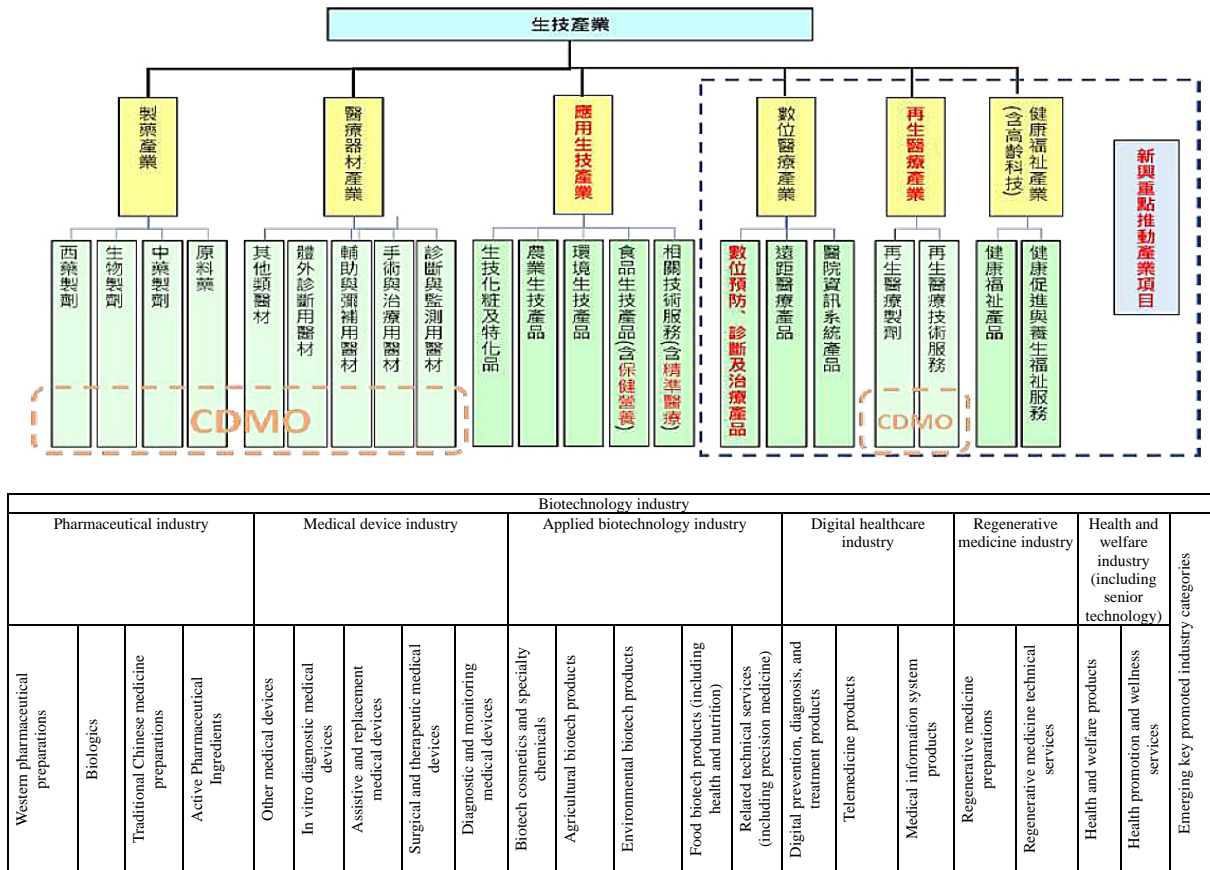 生技產業
製藥產業
醫療器材產業
應用生技產業
數位醫療產業
再生醫療產業
健康福祉產業
(含高齡科技)
新興重點推動產業項目
西藥製劑
生物製劑
中藥製劑
原料藥
其他類醫材
體外診斷用醫材
輔助與彌補用醫材
手術與治療用醫材
診斷與監測用醫材
生技化粧及特化品
農業生技產品
環境生技產品
食品生技產品(含保健營養)
相關技術服務(含精準醫療)
數位預防、診斷及治療產品
遠距醫療產品
醫院資訊系統產品
再生醫療製劑
再生醫療技術服務
健康福祉產品
健康促進與養生福祉服務
CDMO
CDMO
Biotechnology industry
Pharmaceutical industry
Medical device industry
Applied biotechnology industry
Digital healthcare
industry
Regenerative
medicine industry
Health and
welfare
industry
(including
senior
technology)
Emerging key promoted industry categories
Western pharmaceutical
preparations
Biologics
Traditional Chinese medicine
preparations
Active Pharmaceutical
Ingredients
Other medical devices
In vitro diagnostic medical
devices
Assistive and replacement
medical devices
Surgical and therapeutic medical
devices
Diagnostic and monitoring
medical devices
Biotech cosmetics and specialty
chemicals
Agricultural biotech products
Environmental biotech products
Food biotech products (including
health and nutrition)
Related technical services
(including precision medicine)
Digital prevention, diagnosis, and
treatment products
Telemedicine products
Medical information system
products
Regenerative medicine
preparations
Regenerative medicine technical
services
Health and welfare products
Health promotion and wellness
services